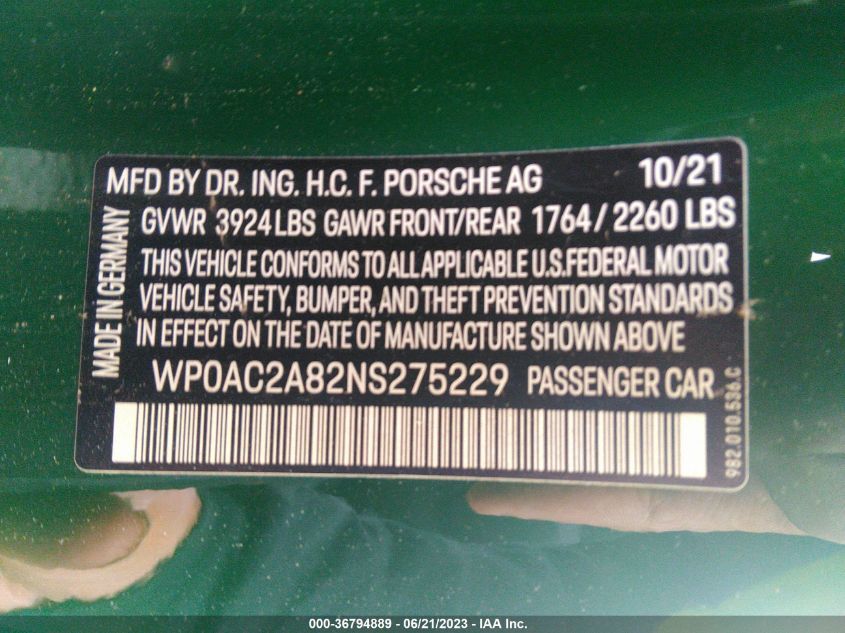 MFD BY DR. ING. H.C. F. PORSCHE AG 10/21
GVWR 3924 LBS GAWR FRONT/REAR 1764 / 2260 LBS
THIS VEHICLE CONFORMS TO ALL APPLICABLE U.S.FEDERAL MOTOR
VEHICLE SAFETY, BUMPER, AND THEFT PREVENTION STANDARDS
IN EFFECT ON THE DATE OF MANUFACTURE SHOWN ABOVE
WP0AC2A82NS275229 PASSENGER CAR
MADE IN GERMANY
982.010.536.C
000-36794889 - 06/21/2023 - IAA Inc.